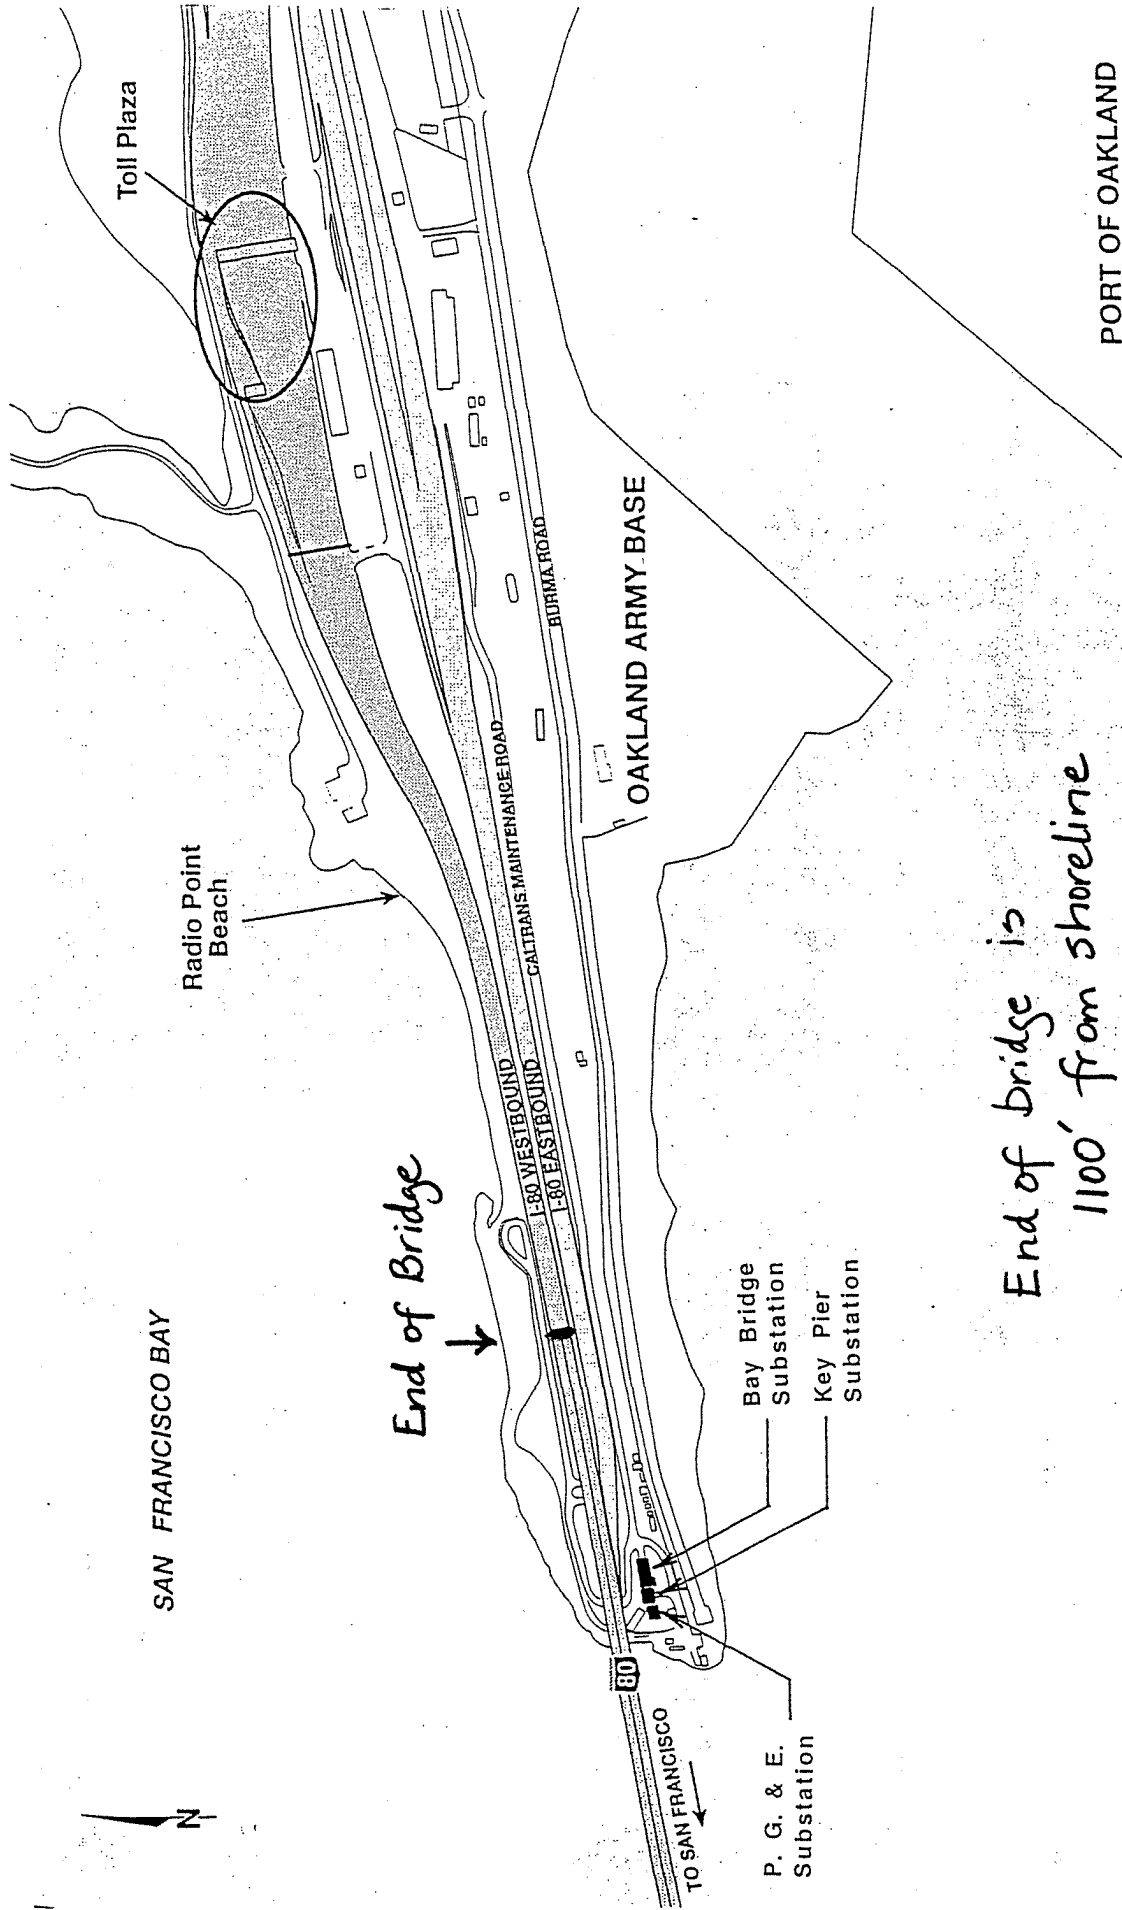 Toll Plaza
Radio Point
Beach
SAN FRANCISCO BAY
End of Bridge
I-80 WESTBOUND
I-80 EASTBOUND
CALTRANS MAINTENANCE ROAD
BURMA ROAD
OAKLAND ARMY BASE
PORT OF OAKLAND
N
80
TO SAN FRANCISCO
P. G. & E.
Substation
Bay Bridge
Substation
Key Pier
Substation
End of bridge is
1100' from shoreline